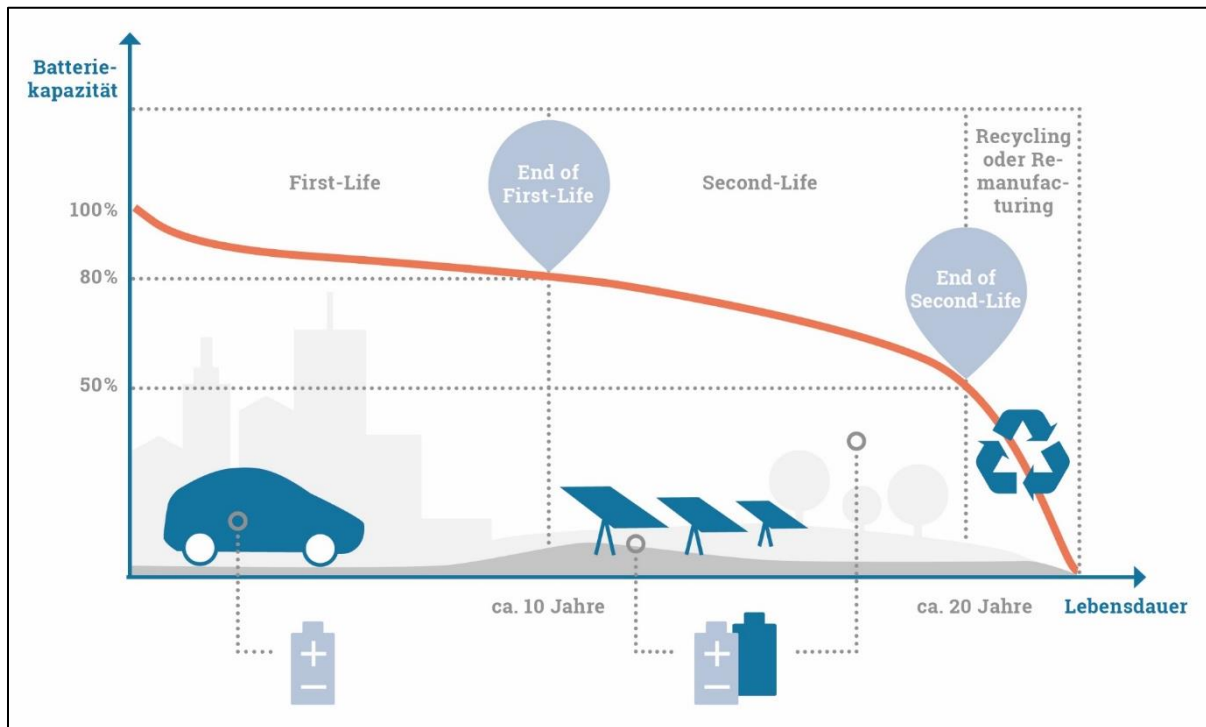 Batterie-
kapazität
First-Life
End of
First-Life
Second-Life
Recycling
oder Re-
manufac-
turing
100%
80%
End of
Second-Life
50%
ca. 10 Jahre
ca. 20 Jahre
Lebensdauer